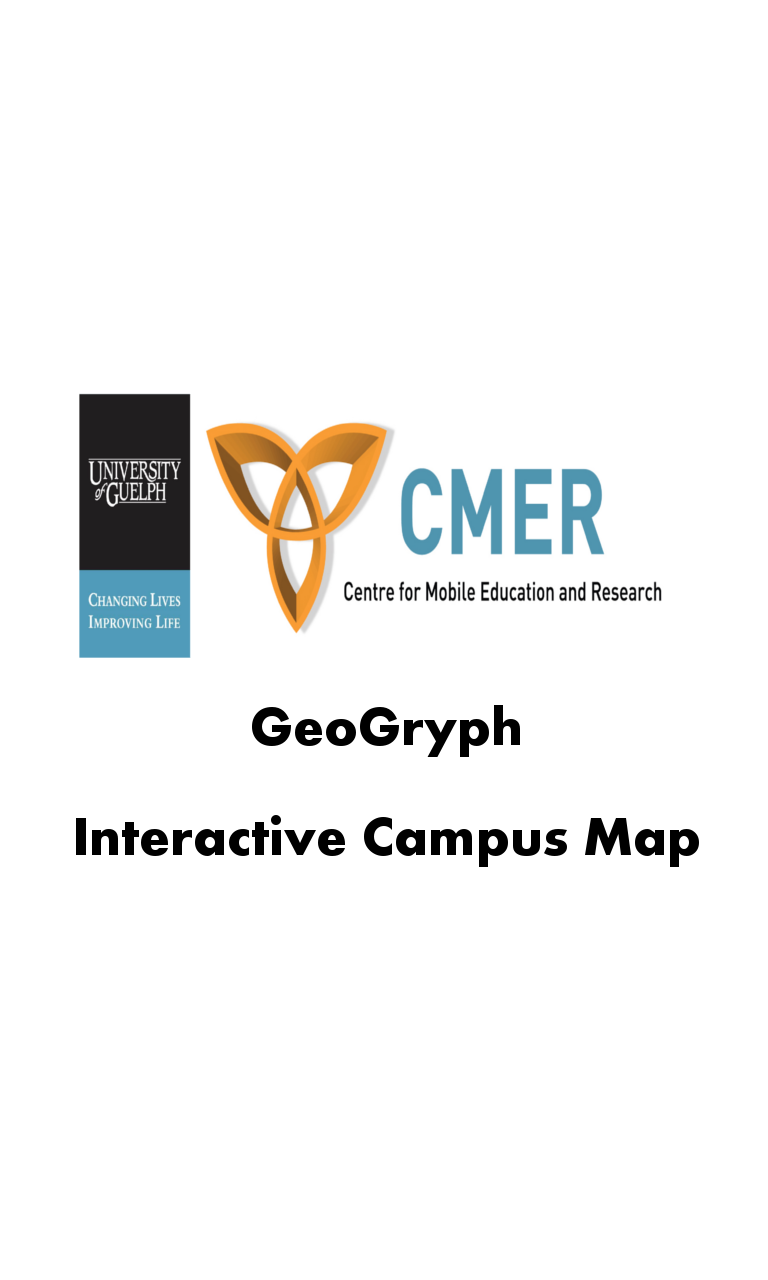 UNIVERSITY
of GUELPH
CHANGING LIVES
IMPROVING LIFE
CMER
Centre for Mobile Education and Research
GeoGryph
Interactive Campus Map